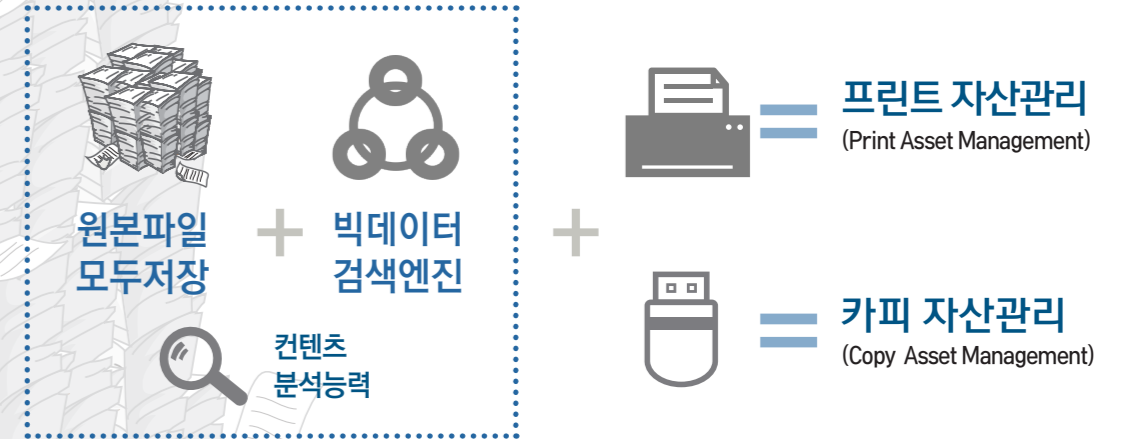 원본파일
모두저장
+
빅데이터
검색엔진
컨텐츠
분석능력
+
=
프린트 자산관리
(Print Asset Management)
=
카피 자산관리
(Copy Asset Management)